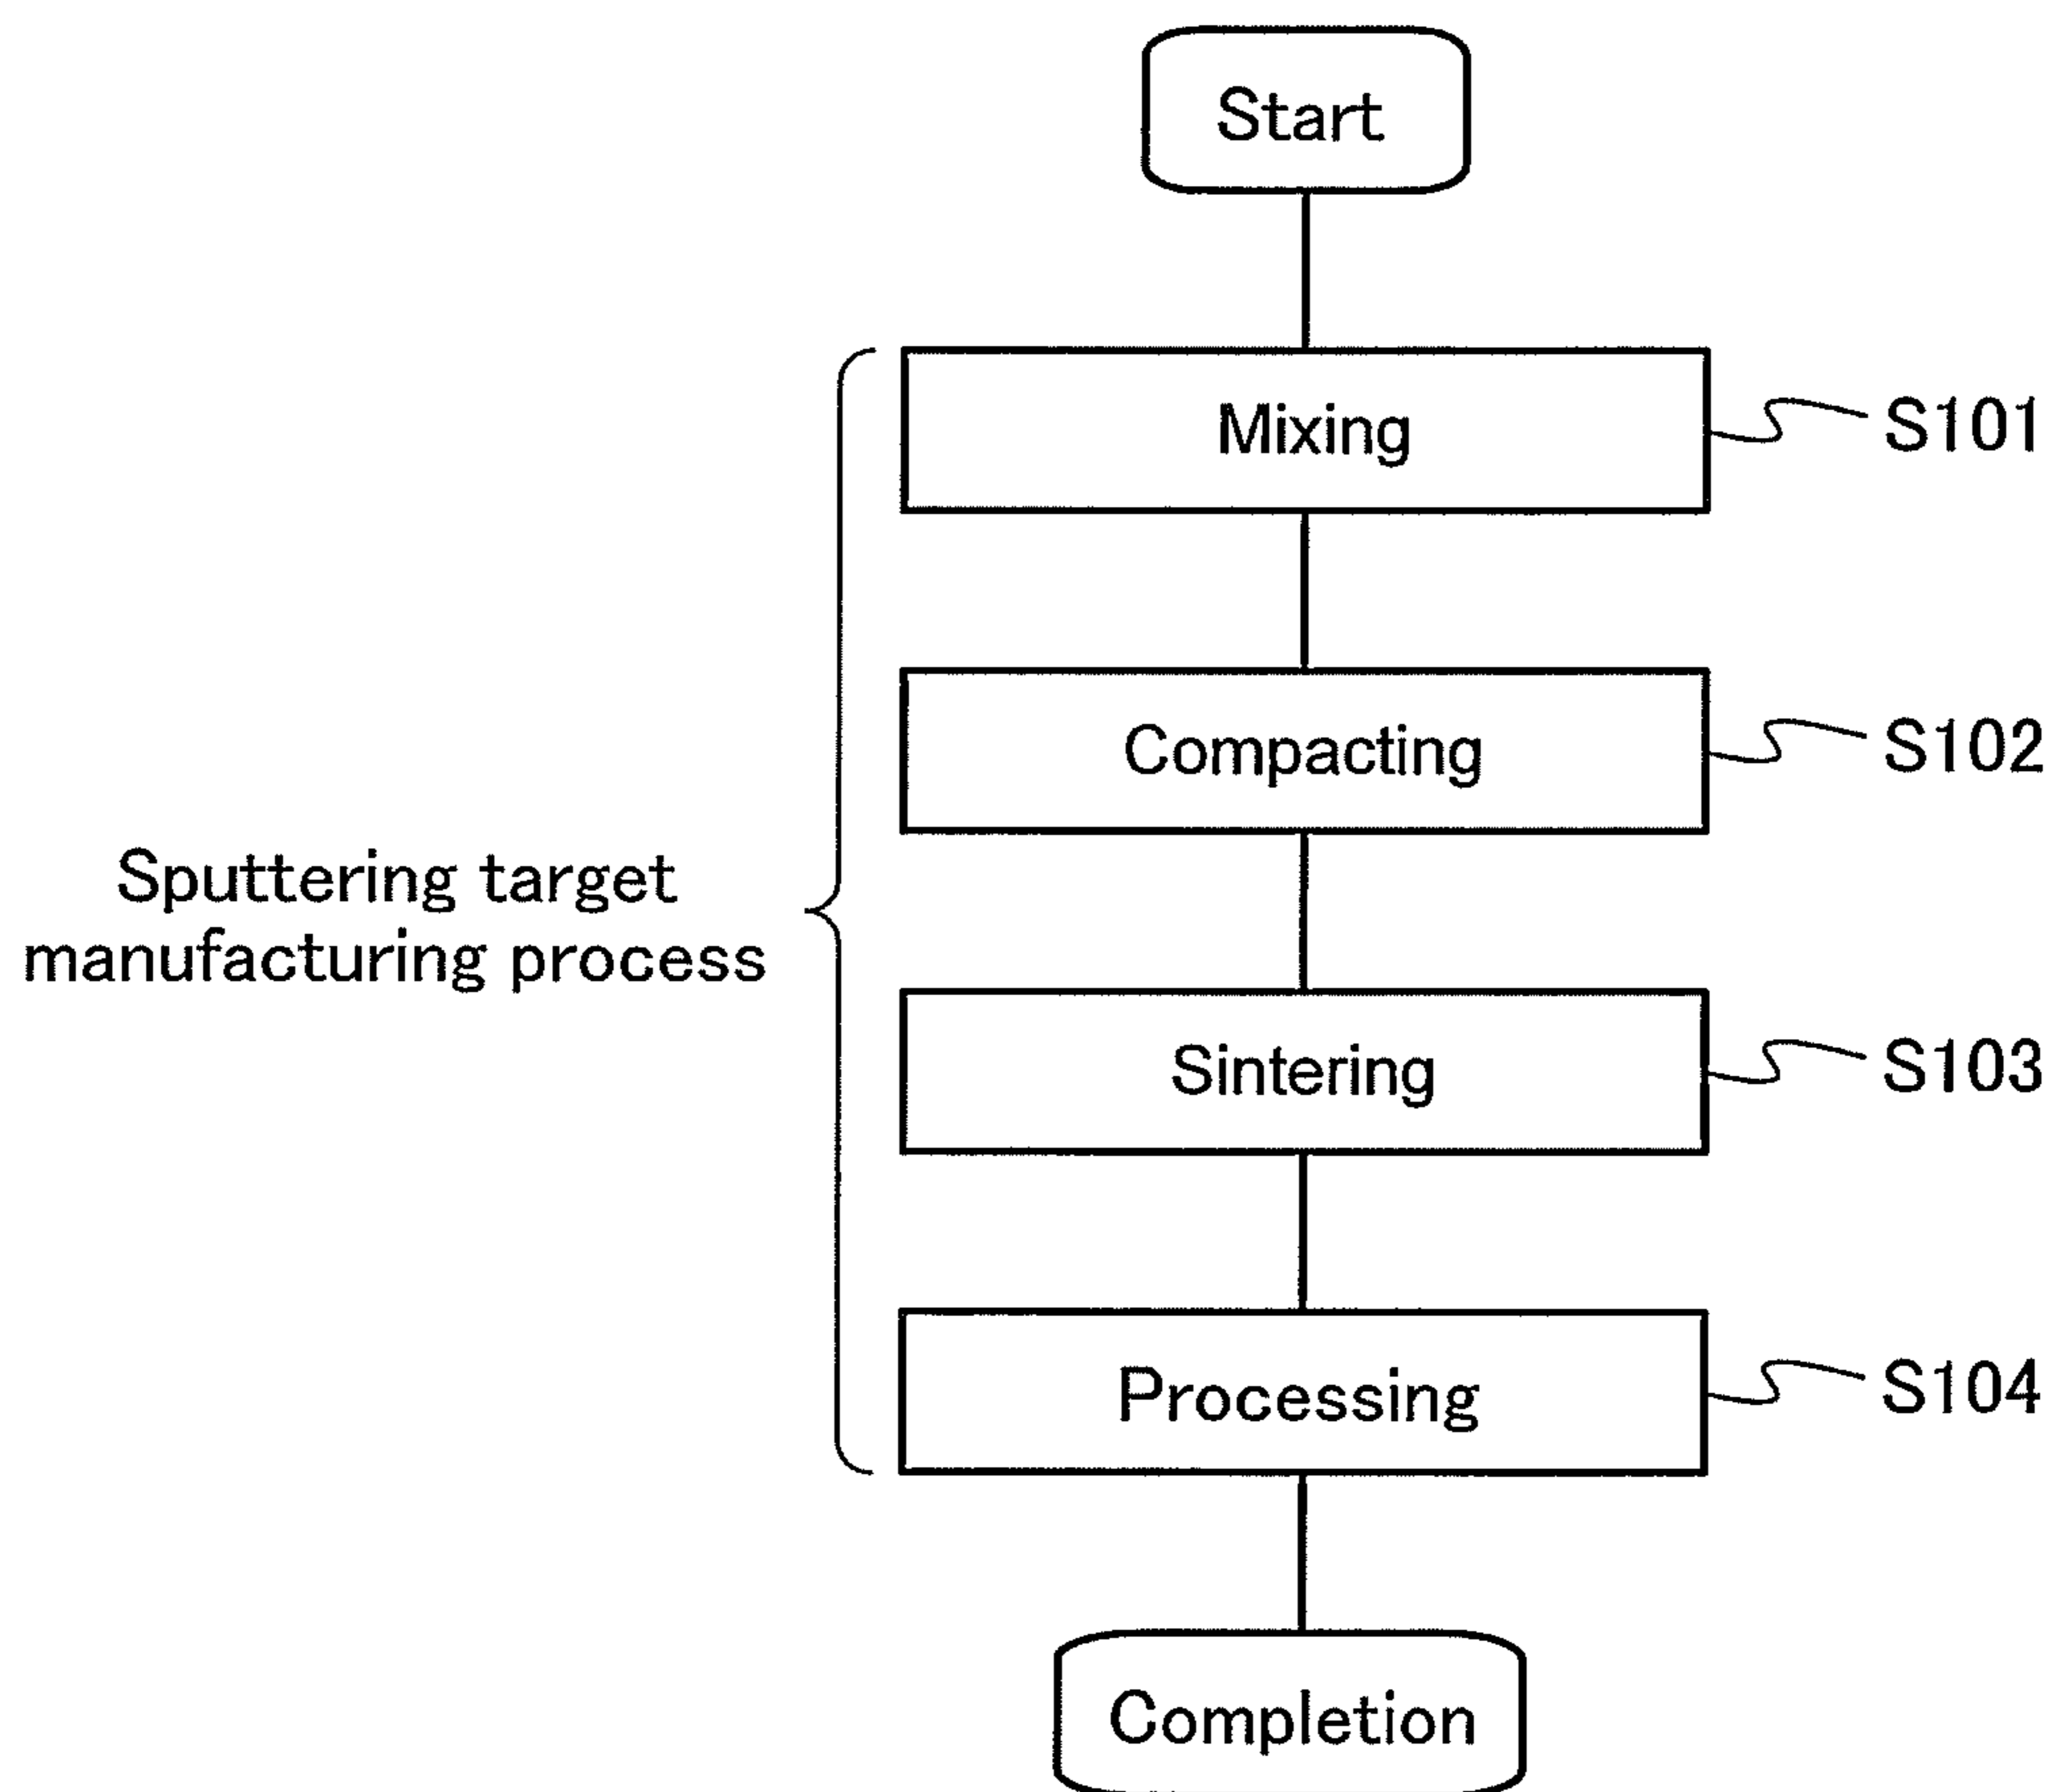 Start
Mixing
S101
Compacting
S102
Sputtering target
manufacturing process
Sintering
S103
Processing
S104
Completion